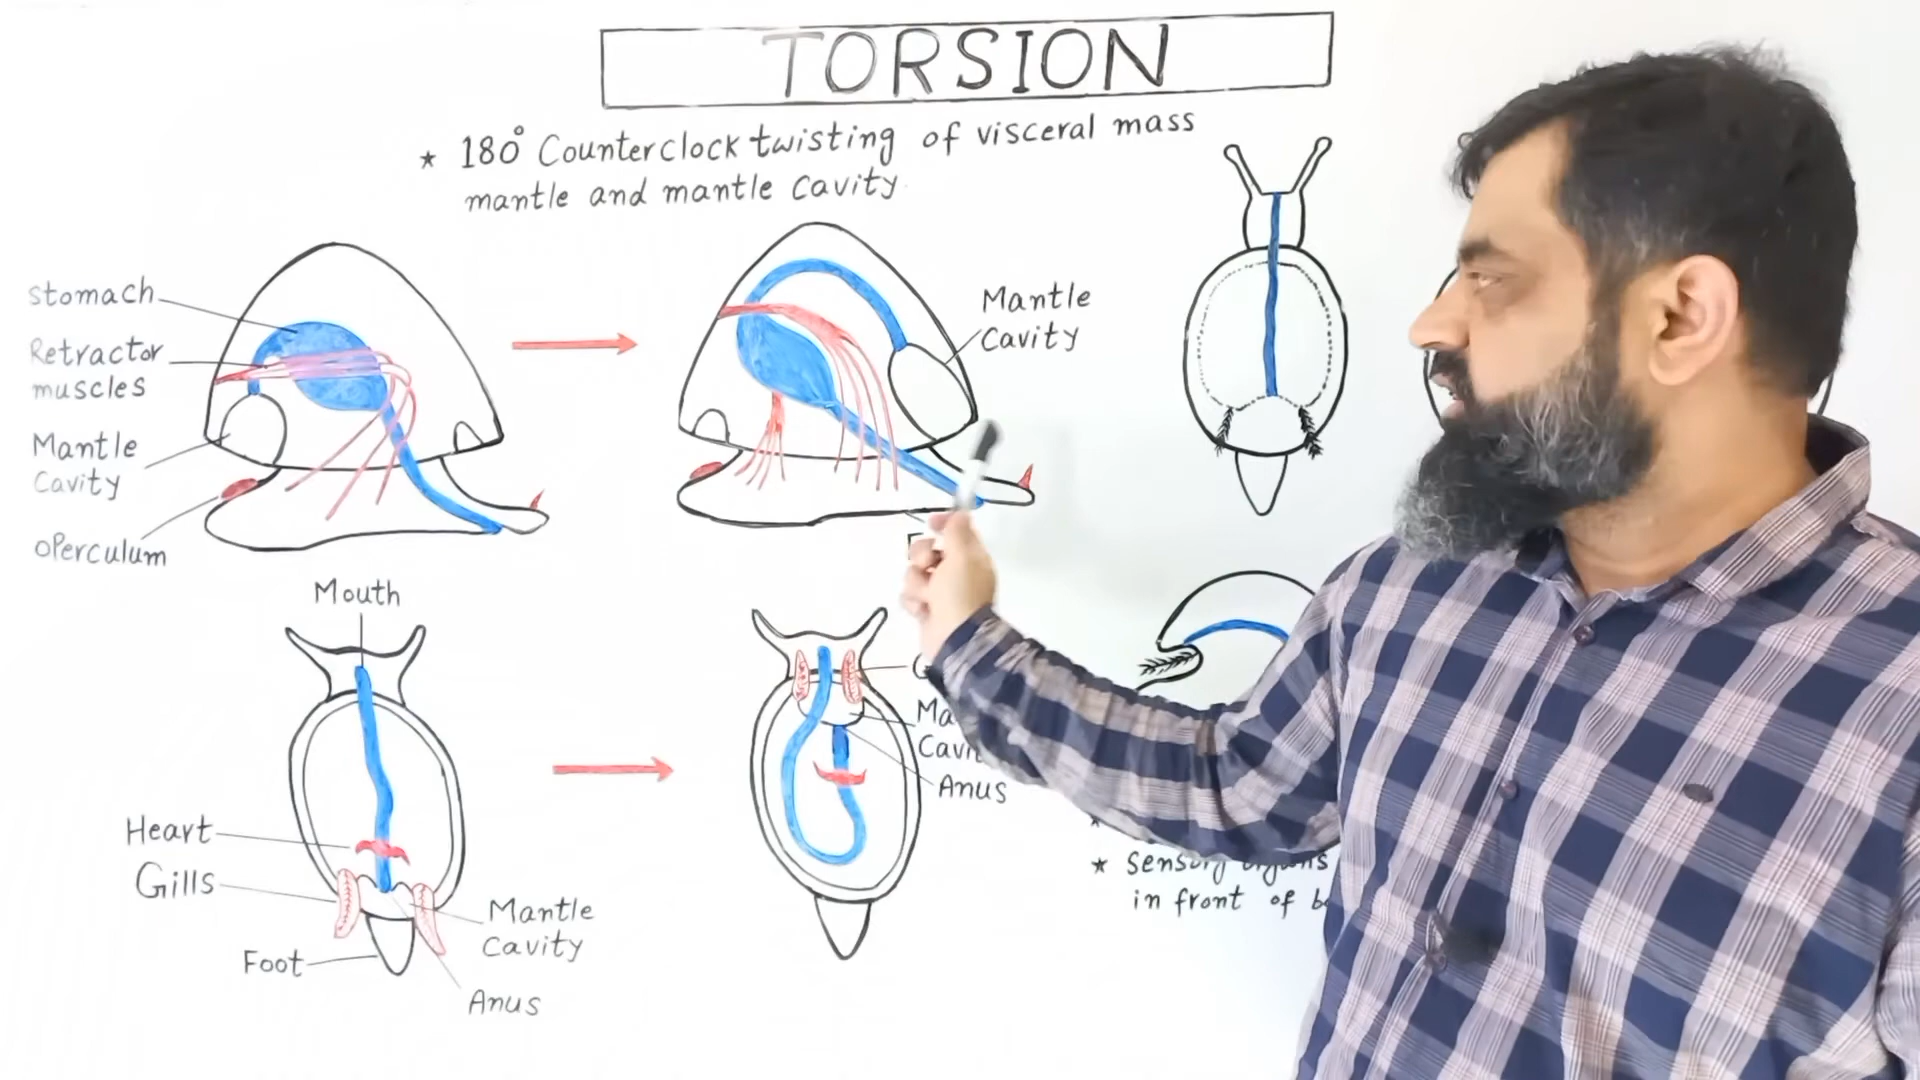 TORSION
★ 180° Counterclock twisting of visceral mass
mantle and mantle cavity
stomach
Retractor
muscles
Mantle
Cavity
operculum
Mantle
Cavity
Mouth
Heart
Gills
Foot
Mantle
cavity
Anus
Anus
★ Sensory organs
in front of